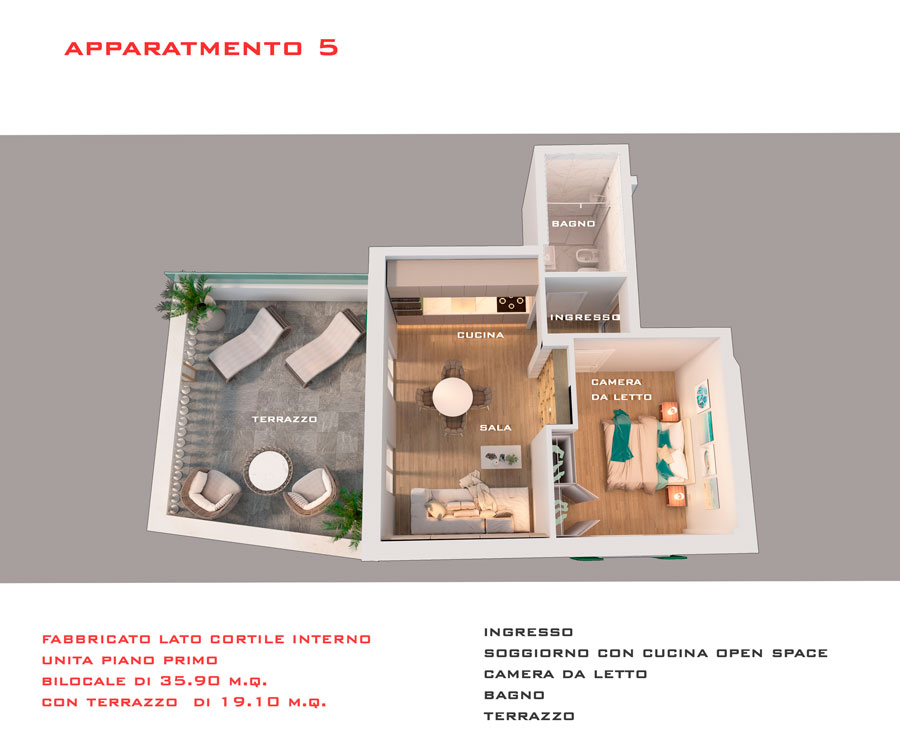 APPARATMENTO 5
BAGNO
INGRESSO
CUCINA
CAMERA
DA LETTO
TERRAZZO
SALA
FABBRICATO LATO CORTILE INTERNO
UNITA PIANO PRIMO
BILOCALE DI 35.90 M.Q.
CON TERRAZZO DI 19.10 M.Q.
INGRESSO
SOGGIORNO CON CUCINA OPEN SPACE
CAMERA DA LETTO
BAGNO
TERRAZZO